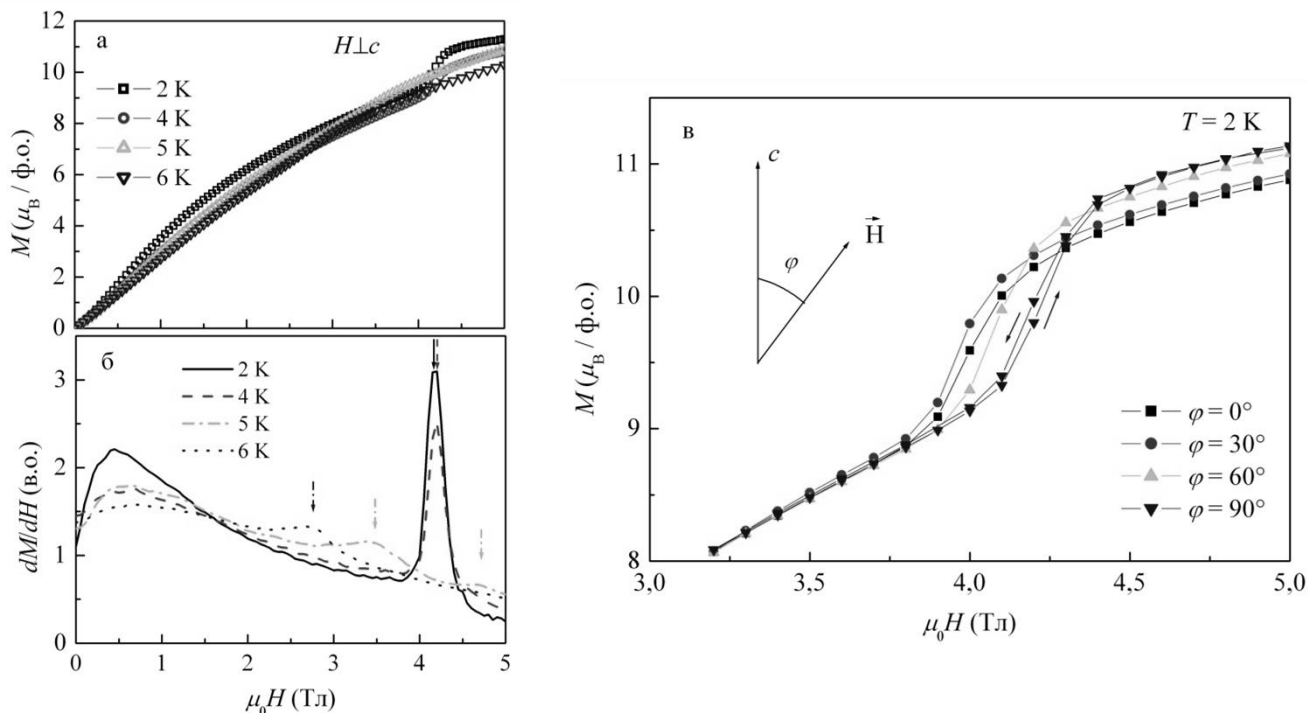 а
H⊥c
2 K
4 K
5 K
6 K
M (μB / ф.о.)
12
10
8
6
4
2
0
б
2 K
4 K
5 K
6 K
dM/dH (в.о.)
3
2
1
0
0 1 2 3 4 5
μ0H (Тл)
в
T = 2 K
c
H
φ
M (μB / ф.о.)
11
10
9
8
φ = 0°
φ = 30°
φ = 60°
φ = 90°
3,0 3,5 4,0 4,5 5,0
μ0H (Тл)